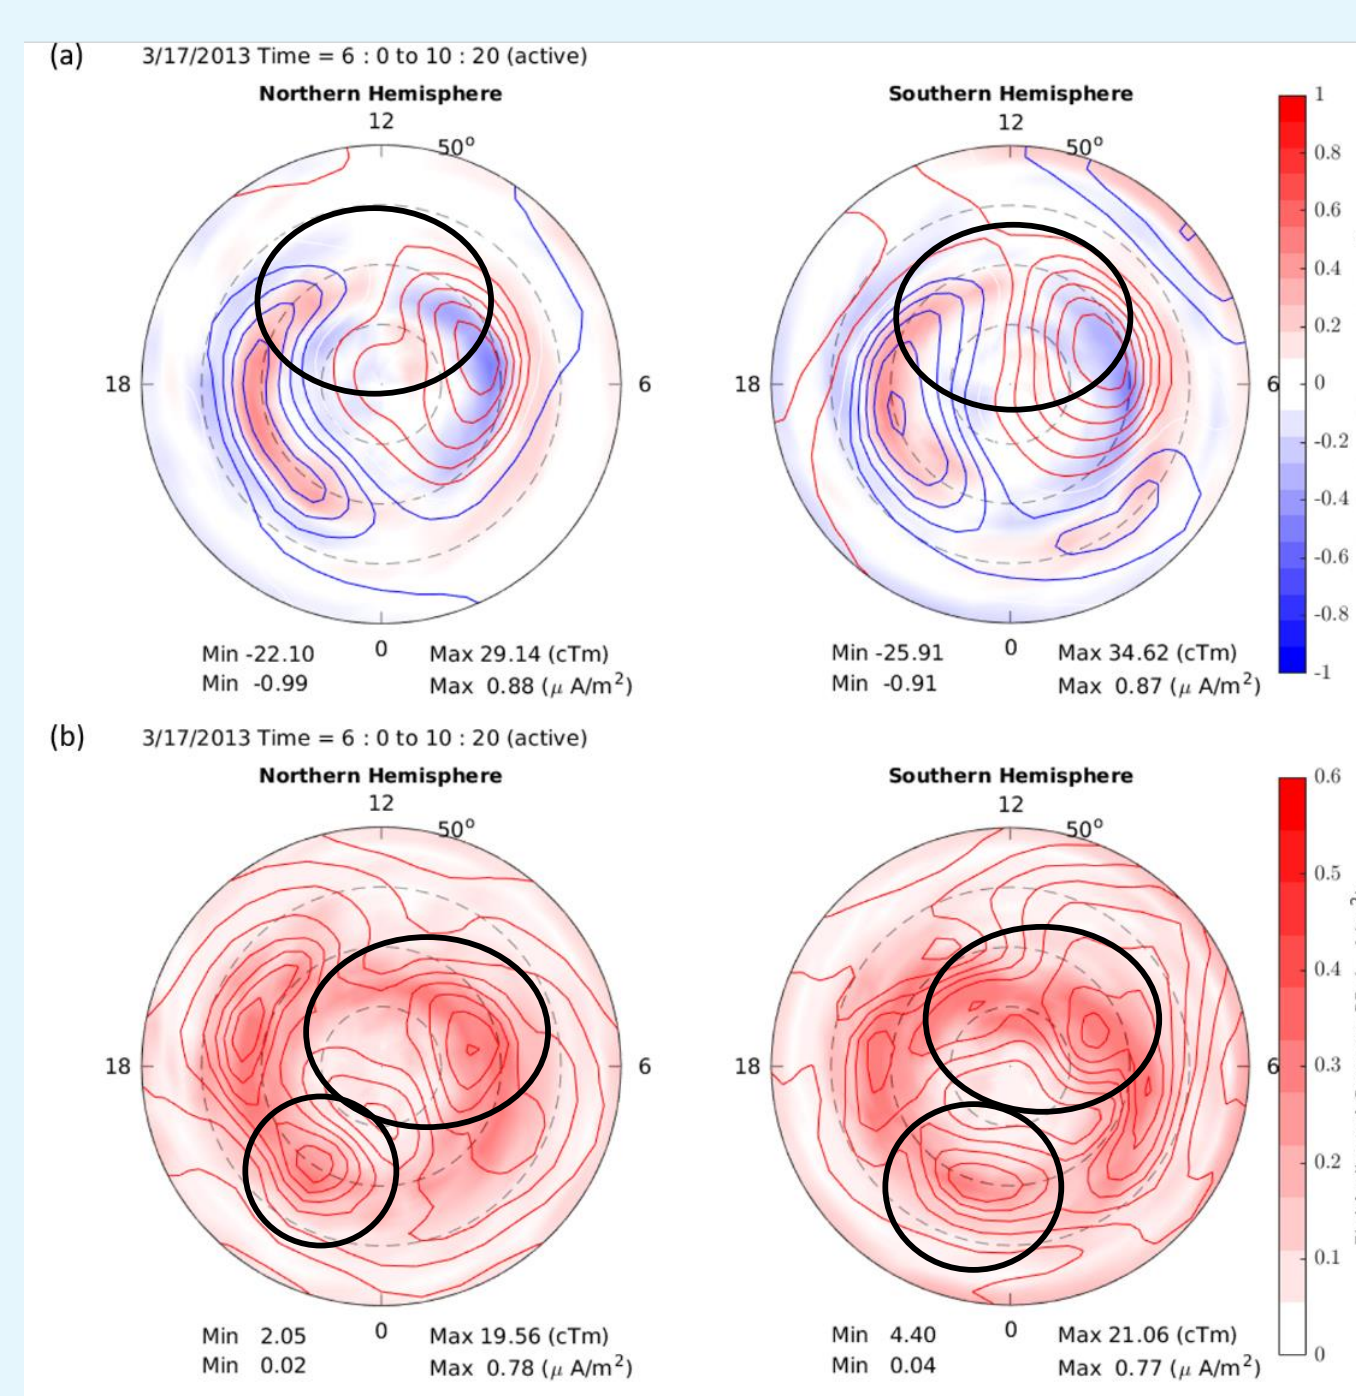 (a) 3/17/2013 Time = 6 : 0 to 10 : 20 (active)
Northern Hemisphere
12
50o
18
6
0
Min -22.10 Max 29.14 (cTm)
Min -0.99 Max 0.88 (μ A/m2)
Southern Hemisphere
12
50o
18
6
0
Min -25.91 Max 34.62 (cTm)
Min -0.91 Max 0.87 (μ A/m2)
1
0.8
0.6
0.4
0.2
0
-0.2
-0.4
-0.6
-0.8
-1
(b) 3/17/2013 Time = 6 : 0 to 10 : 20 (active)
Northern Hemisphere
12
50o
18
6
0
Min 2.05 Max 19.56 (cTm)
Min 0.02 Max 0.78 (μ A/m2)
Southern Hemisphere
12
50o
18
6
0
Min 4.40 Max 21.06 (cTm)
Min 0.04 Max 0.77 (μ A/m2)
0.6
0.5
0.4
0.3
0.2
0.1
0